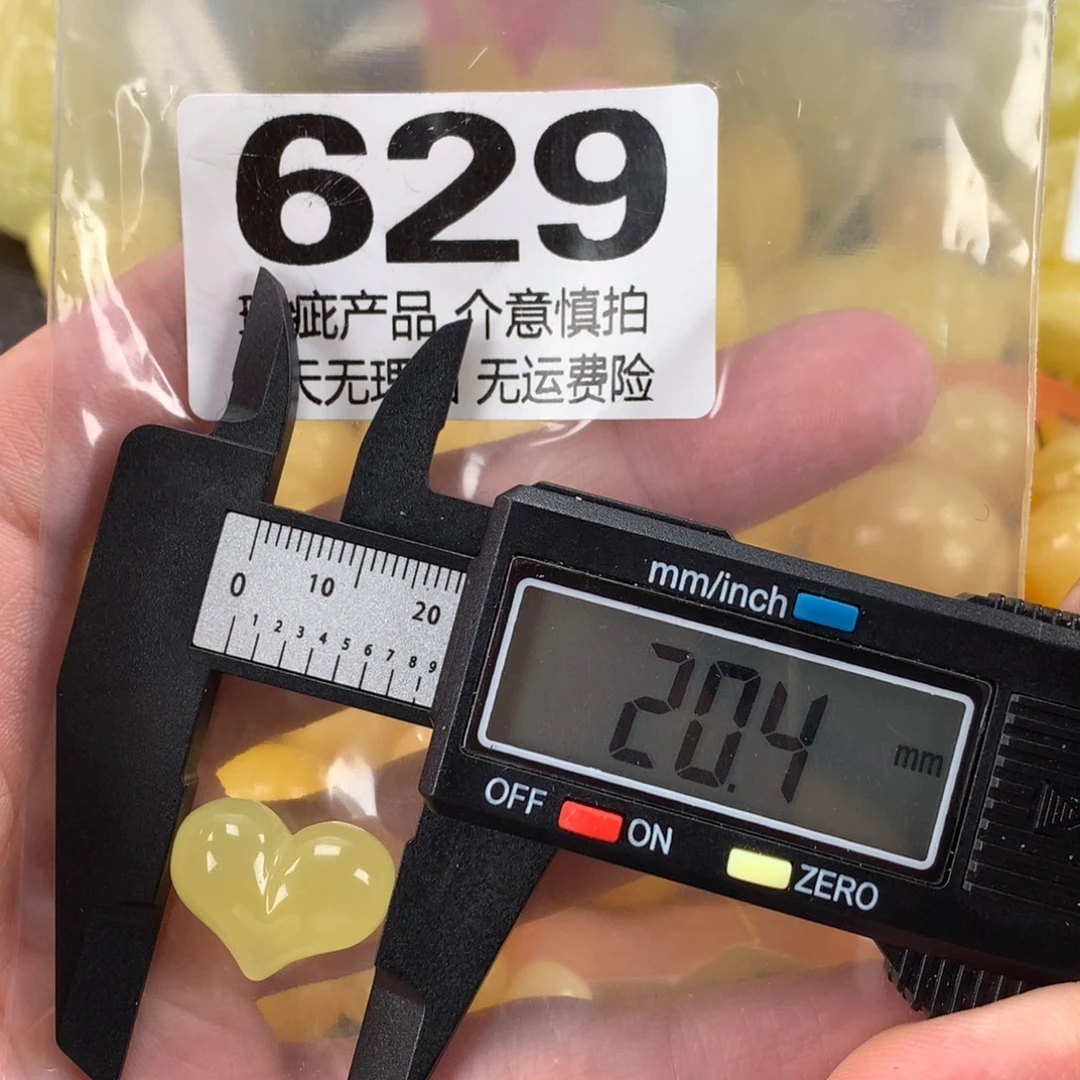 629
疵产品 介意慎拍
天无理 无运费险
mm/inch
0 10 20
1 2 3 4 5 6 7 8 9
20.4 mm
OFF ON ZERO